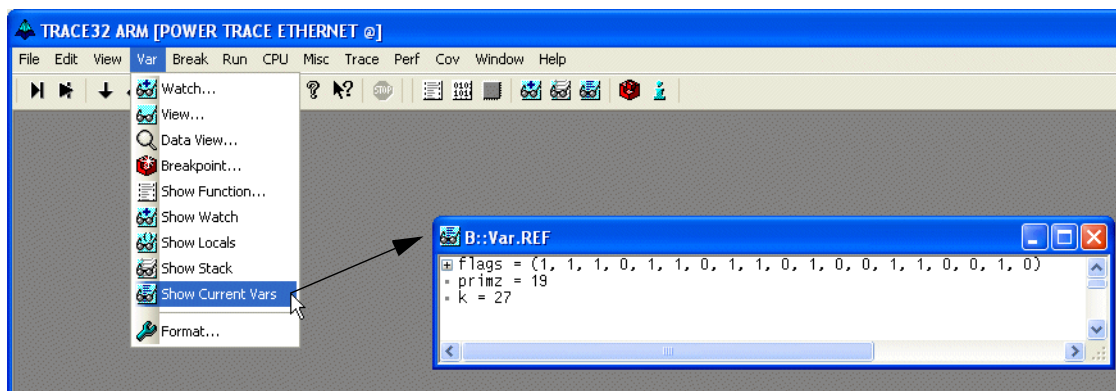 TRACE32 ARM [POWER TRACE ETHERNET @]
File Edit View Var Break Run CPU Misc Trace Perf Cov Window Help
Watch...
View...
Data View...
Breakpoint...
Show Function...
Show Watch
Show Locals
Show Stack
Show Current Vars
Format...
B::Var.REF
flags = (1, 1, 1, 0, 1, 1, 0, 1, 1, 0, 1, 0, 0, 1, 1, 0, 0, 1, 0)
primz = 19
k = 27